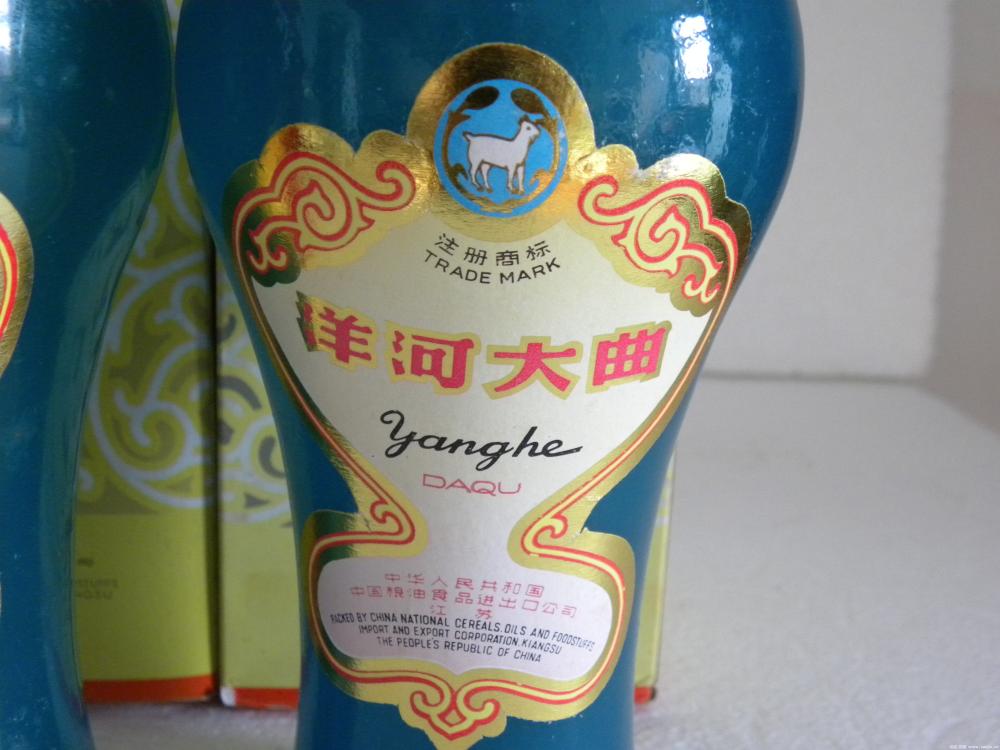 注册商标
TRADE MARK
洋河大曲
Yanghe
DAQU
中华人民共和国
中国粮油食品进出口公司
江苏
PACKED BY CHINA NATIONAL CEREALS, OILS AND FOODSTUFFS
IMPORT AND EXPORT CORPORATION, KIANGSU
THE PEOPLE'S REPUBLIC OF CHINA